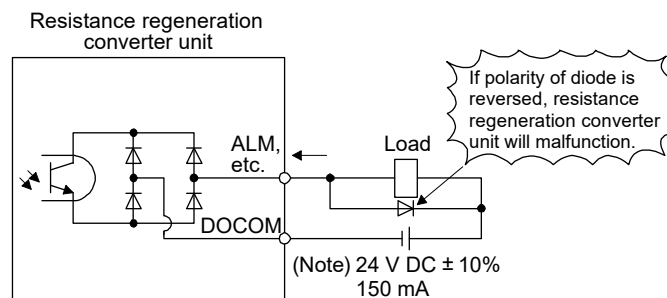 Resistance regeneration
converter unit
If polarity of diode is
reversed, resistance
regeneration converter
unit will malfunction.
ALM,
etc.
Load
DOCOM
(Note) 24 V DC ± 10%
150 mA